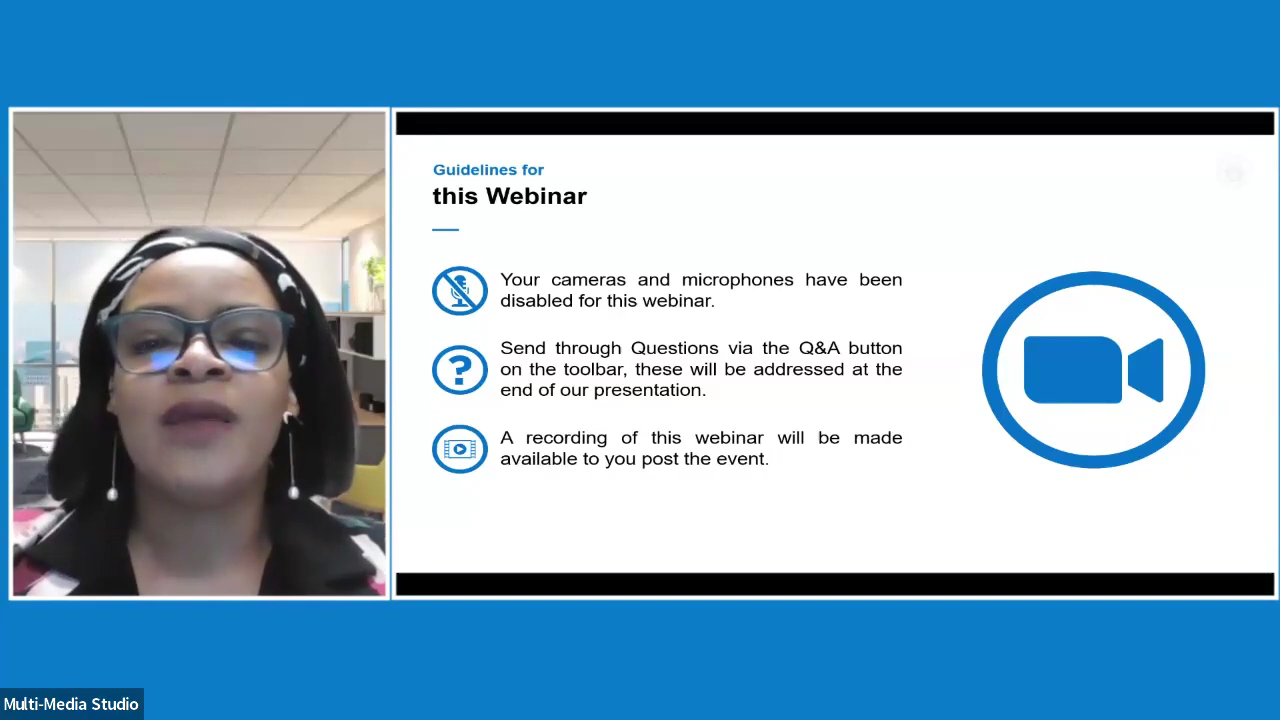 Guidelines for
this Webinar
Your cameras and microphones have been
disabled for this webinar.
Send through Questions via the Q&A button
on the toolbar, these will be addressed at the
end of our presentation.
A recording of this webinar will be made
available to you post the event.
Multi-Media Studio